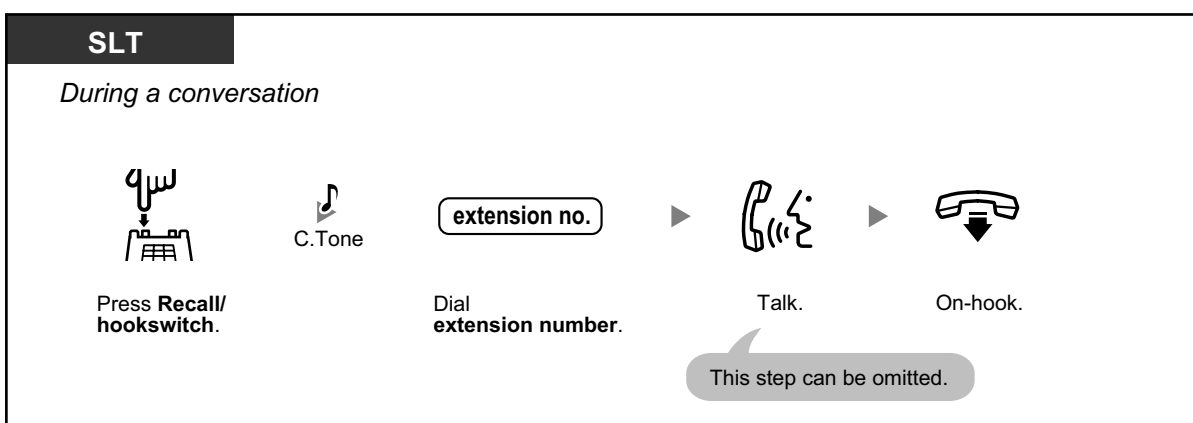 SLT
During a conversation
C.Tone
extension no.
Press Recall/
hookswitch.
Dial
extension number.
Talk.
On-hook.
This step can be omitted.